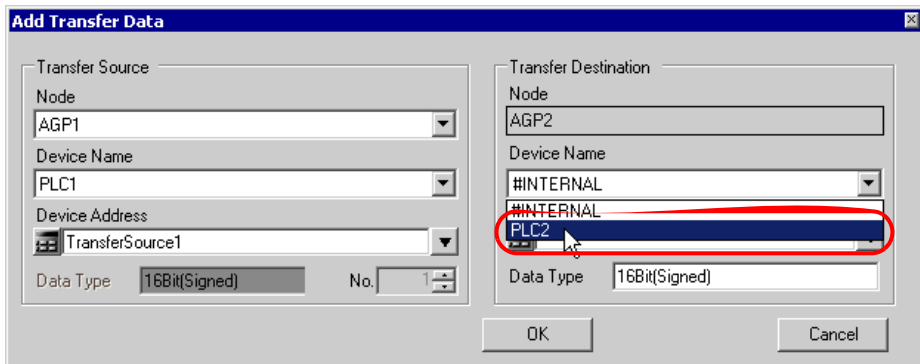 Add Transfer Data
Transfer Source
Node
AGP1
Device Name
PLC1
Device Address
TransferSource1
Data Type 16Bit(Signed) No. 1
Transfer Destination
Node
AGP2
Device Name
#INTERNAL
#INTERNAL
PLC2
Data Type 16Bit(Signed)
OK Cancel